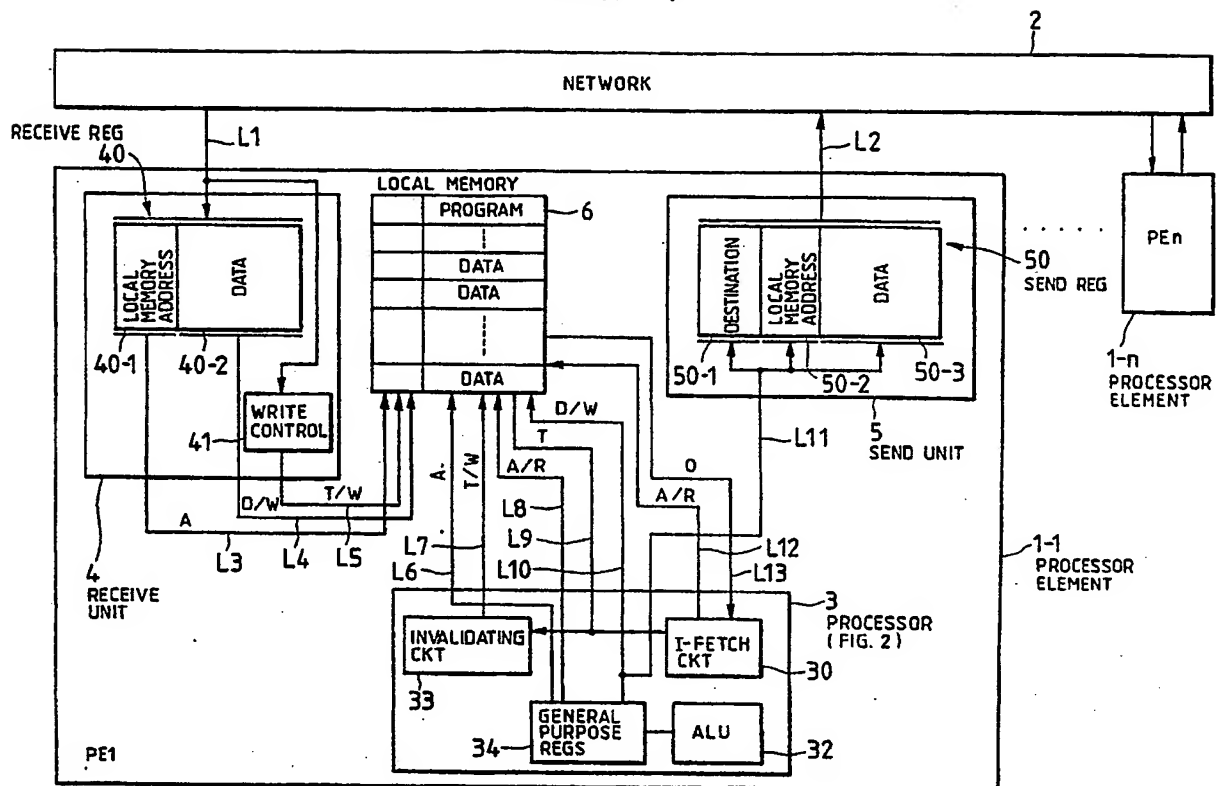 2
NETWORK
RECEIVE REG
40
L1
L2
LOCAL MEMORY
PROGRAM
6
DATA
DATA
DATA
LOCAL MEMORY ADDRESS
DATA
40-1
40-2
WRITE CONTROL
41
DESTINATION
LOCAL MEMORY ADDRESS
DATA
50-1
50-2
50-3
50
SEND REG
PEn
1-n
PROCESSOR
ELEMENT
5
SEND UNIT
L11
T/W
D/W
A
L3
L4
L5
4
RECEIVE
UNIT
A
T/W
A/R
T
D/W
O
A/R
L6
L7
L8
L9
L10
L12
L13
1-1
PROCESSOR
ELEMENT
3
PROCESSOR
(FIG. 2)
INVALIDATING
CKT
33
I-FETCH
CKT
30
GENERAL
PURPOSE
REGS
34
ALU
32
PE1